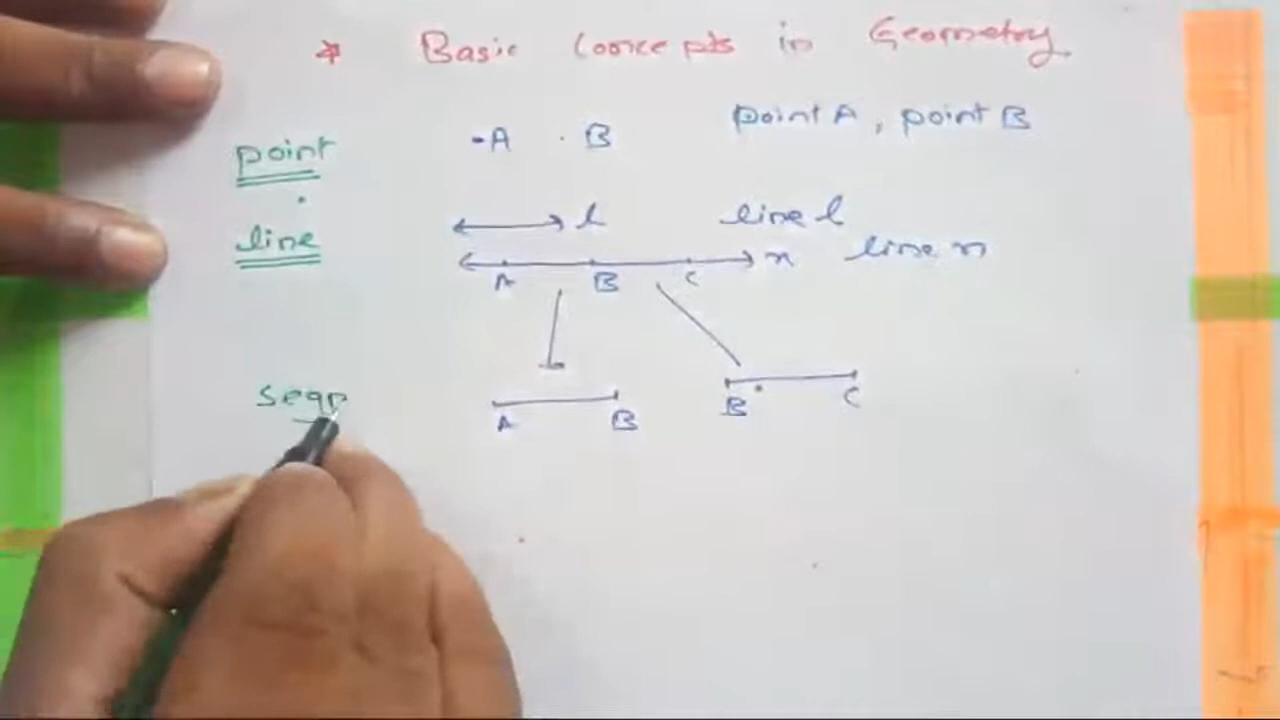 * Basic Concepts in Geometry
point •A . B point A , point B
l line l
line n line n
A B C
segm
A B B C